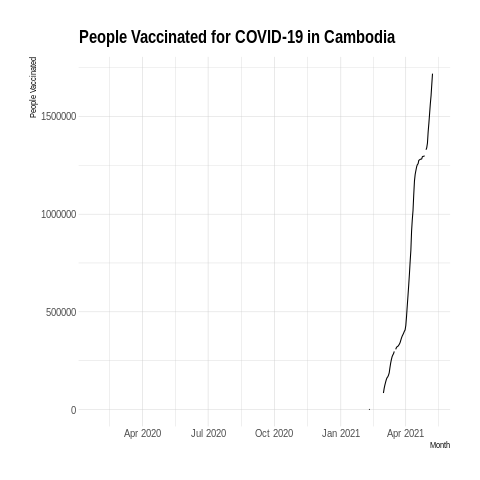 People Vaccinated for COVID-19 in Cambodia
People Vaccinated
1500000
1000000
500000
0
Apr 2020 Jul 2020 Oct 2020 Jan 2021 Apr 2021
Month